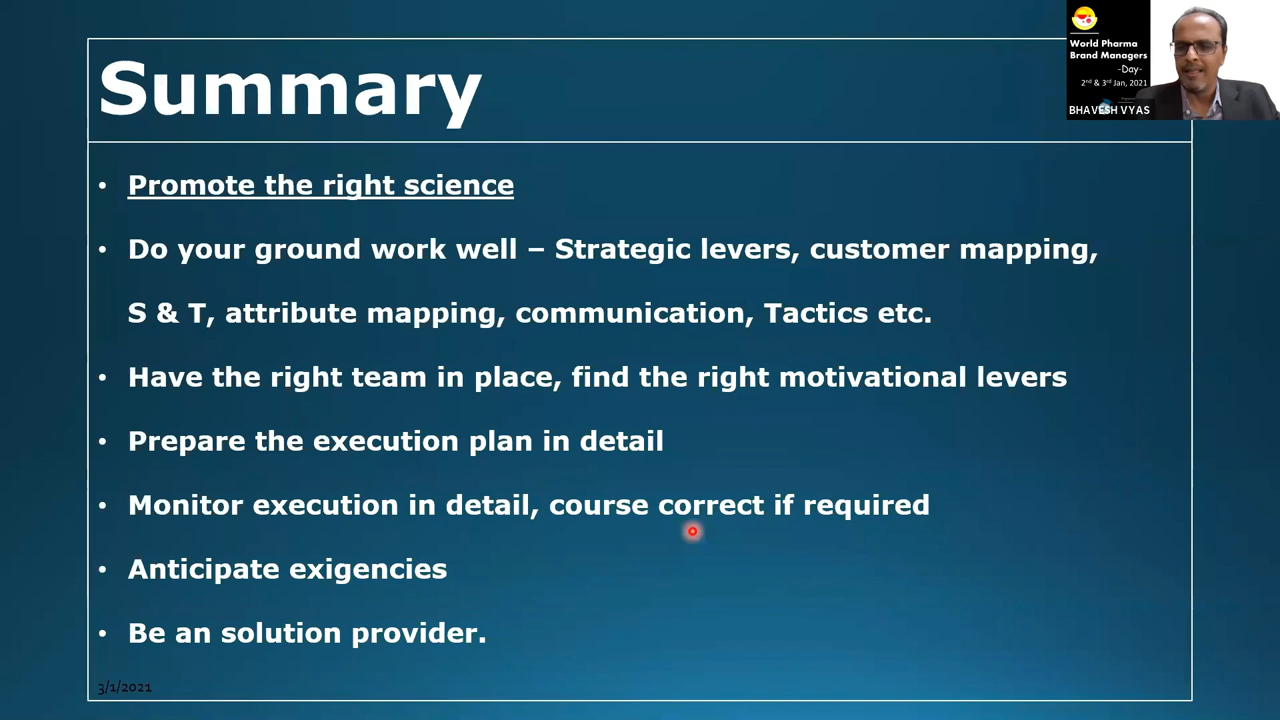 Summary
• Promote the right science
• Do your ground work well – Strategic levers, customer mapping,
S & T, attribute mapping, communication, Tactics etc.
• Have the right team in place, find the right motivational levers
• Prepare the execution plan in detail
• Monitor execution in detail, course correct if required
• Anticipate exigencies
• Be an solution provider.
3/1/2021
World Pharma
Brand Managers
-Day-
2nd & 3rd Jan, 2021
BHAVESH VYAS